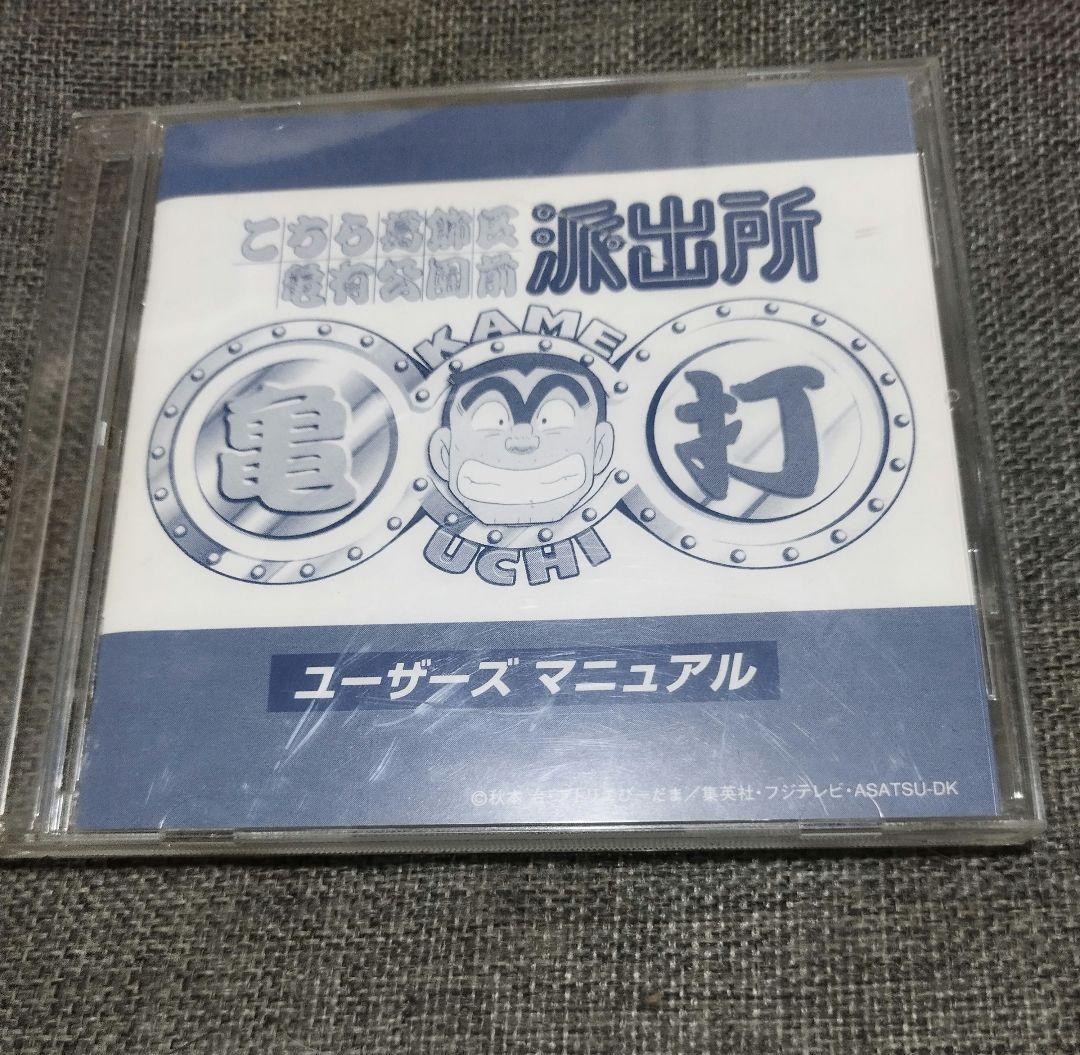 こちら葛飾区
亀有公園前
派出所
KAME
亀
打
UCHI
ユーザーズ マニュアル
©秋本 治・アトリエびーだま／集英社・フジテレビ・ASATSU-DK